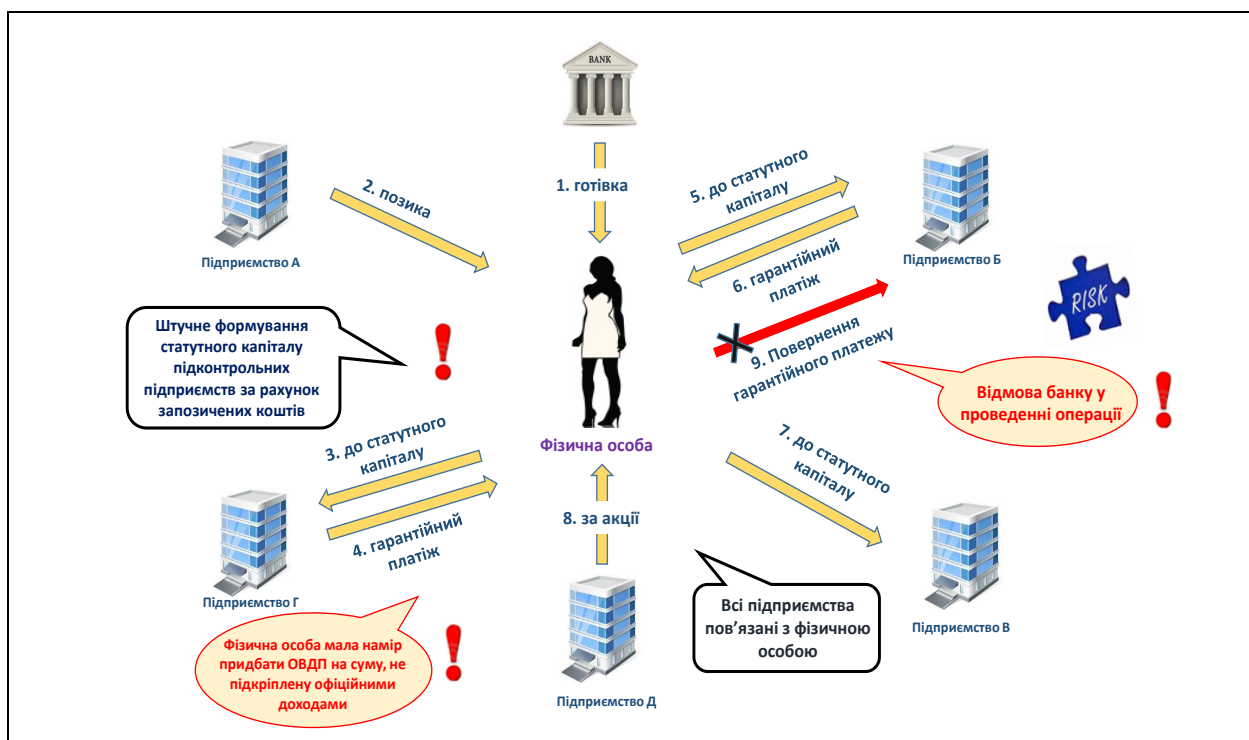 BANK
1. готівка
2. позика
5. до статутного
капіталу
Підприємство А
Підприємство Б
6. гарантійний
платіж
RISK
Штучне формування
статутного капіталу
підконтрольних
підприємств за рахунок
запозичених коштів
9. Повернення
гарантійного платежу
Відмова банку у
проведенні операції
Фізична особа
3. до статутного
капіталу
7. до статутного
капіталу
4. гарантійний
платіж
8. за акції
Підприємство Г
Всі підприємства
пов’язані з фізичною
особою
Підприємство В
Фізична особа мала намір
придбати ОВДП на суму, не
підкріплену офіційними
доходами
Підприємство Д